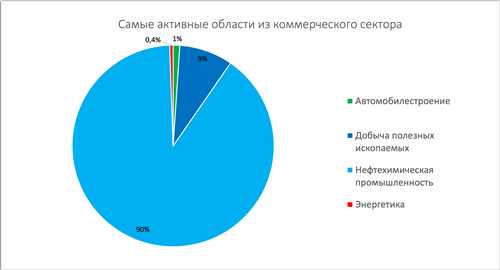 Самые активные области из коммерческого сектора
0,4%
1%
9%
90%
Автомобилестроение
Добыча полезных
ископаемых
Нефтехимическая
промышленность
Энергетика